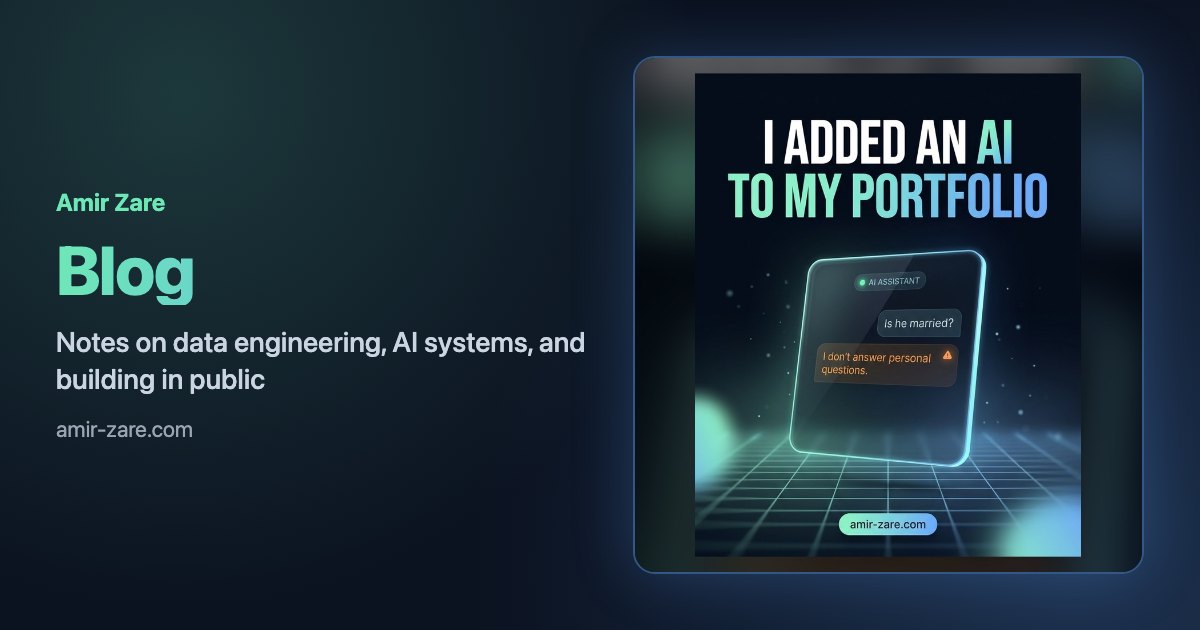 Amir Zare
Blog
Notes on data engineering, AI systems, and
building in public
amir-zare.com
I ADDED AN AI
TO MY PORTFOLIO
AI ASSISTANT
Is he married?
I don't answer personal
questions.
amir-zare.com